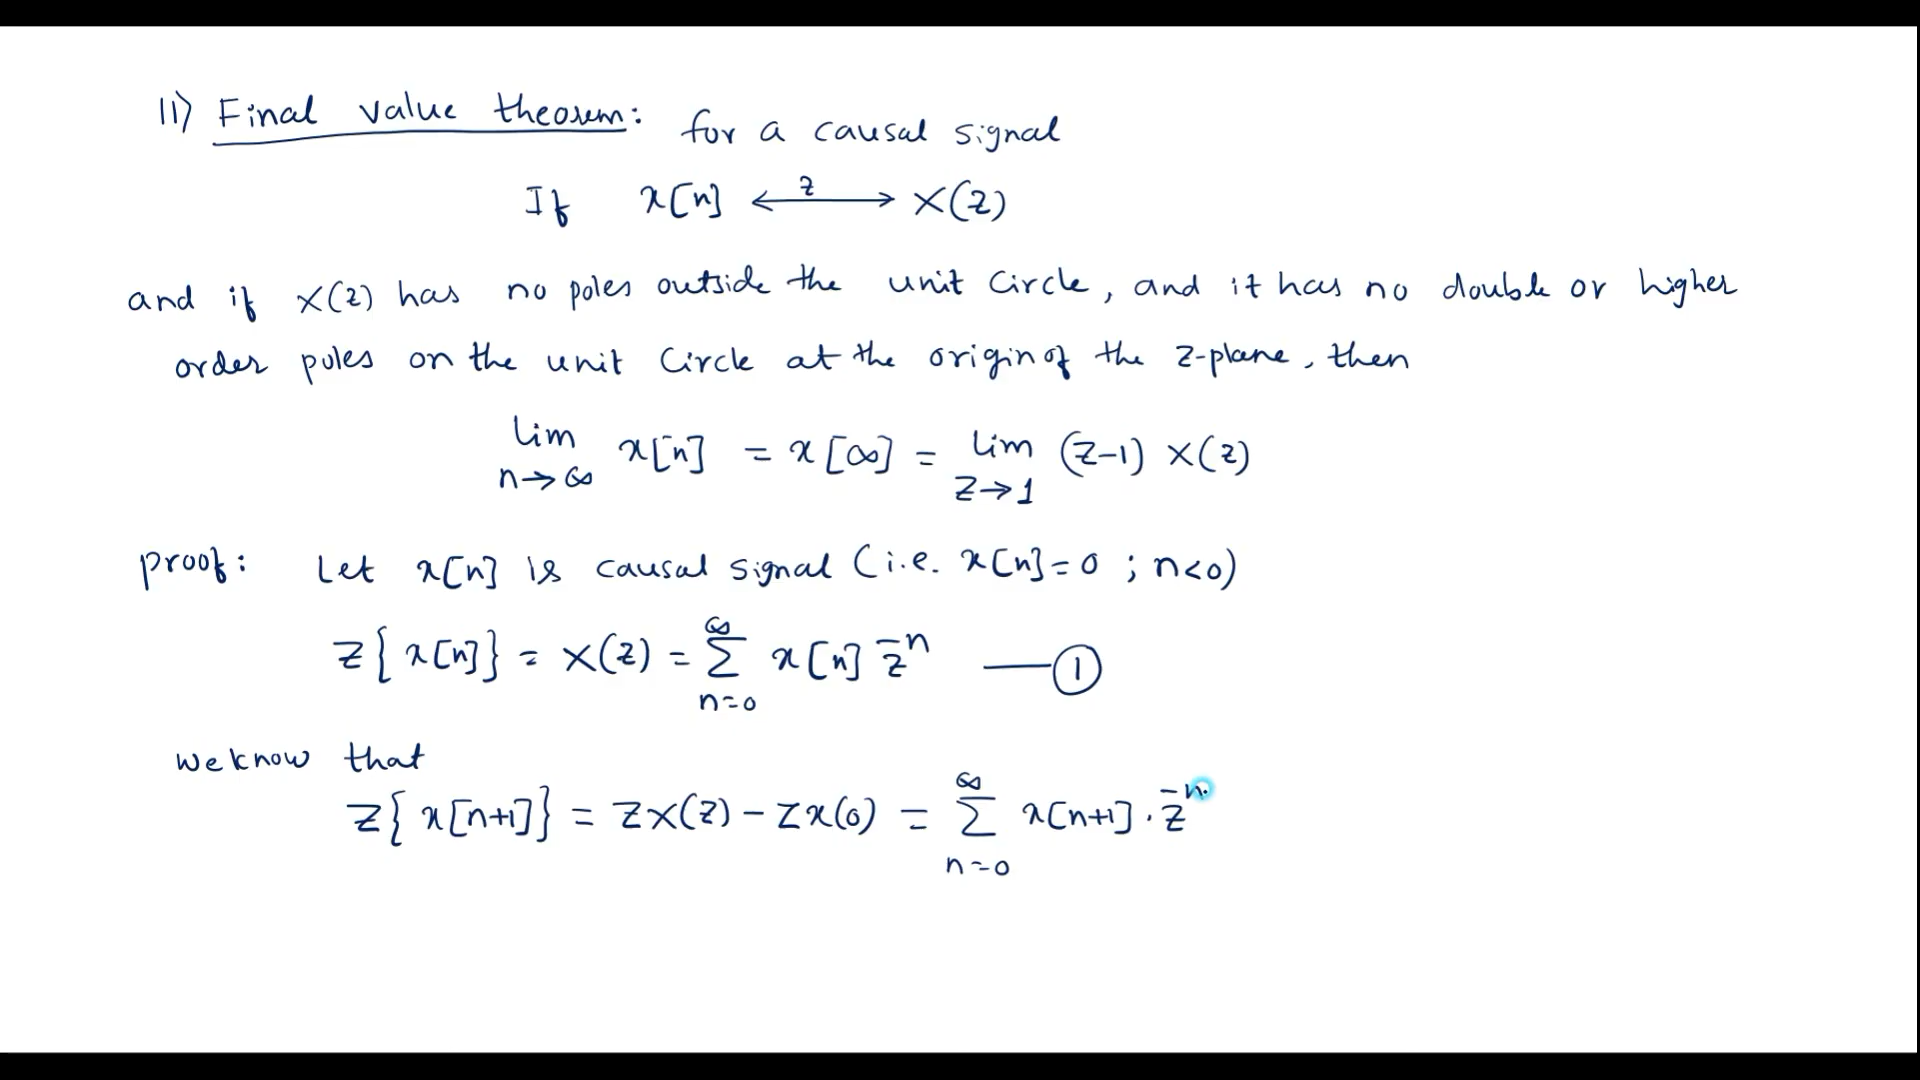 11) Final value theorem: for a causal signal
If x[n] ⟷ᶻ X(z)
and if X(z) has no poles outside the unit circle, and it has no double or higher
order poles on the unit circle at the origin of the z-plane, then
lim n→∞ x[n] = x[∞] = lim z→1 (z-1) X(z)
proof: Let x[n] is causal signal (i.e. x[n]=0 ; n<0)
Z{x[n]} = X(z) = ∑_{n=0}^{∞} x[n] z^{-n} —— ①
we know that
Z{x[n+1]} = zX(z) - zx(0) = ∑_{n=0}^{∞} x[n+1] . z^{-n}